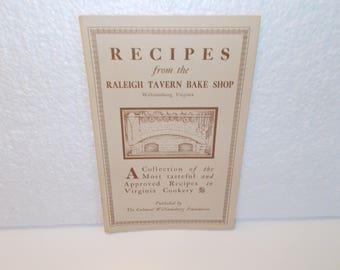 RECIPES
from the
RALEIGH TAVERN BAKE SHOP
Williamsburg, Virginia
A Collection of the
Most tasteful and
Approved Recipes in
Virginia Cookery
Published by
The Colonial Williamsburg Foundation